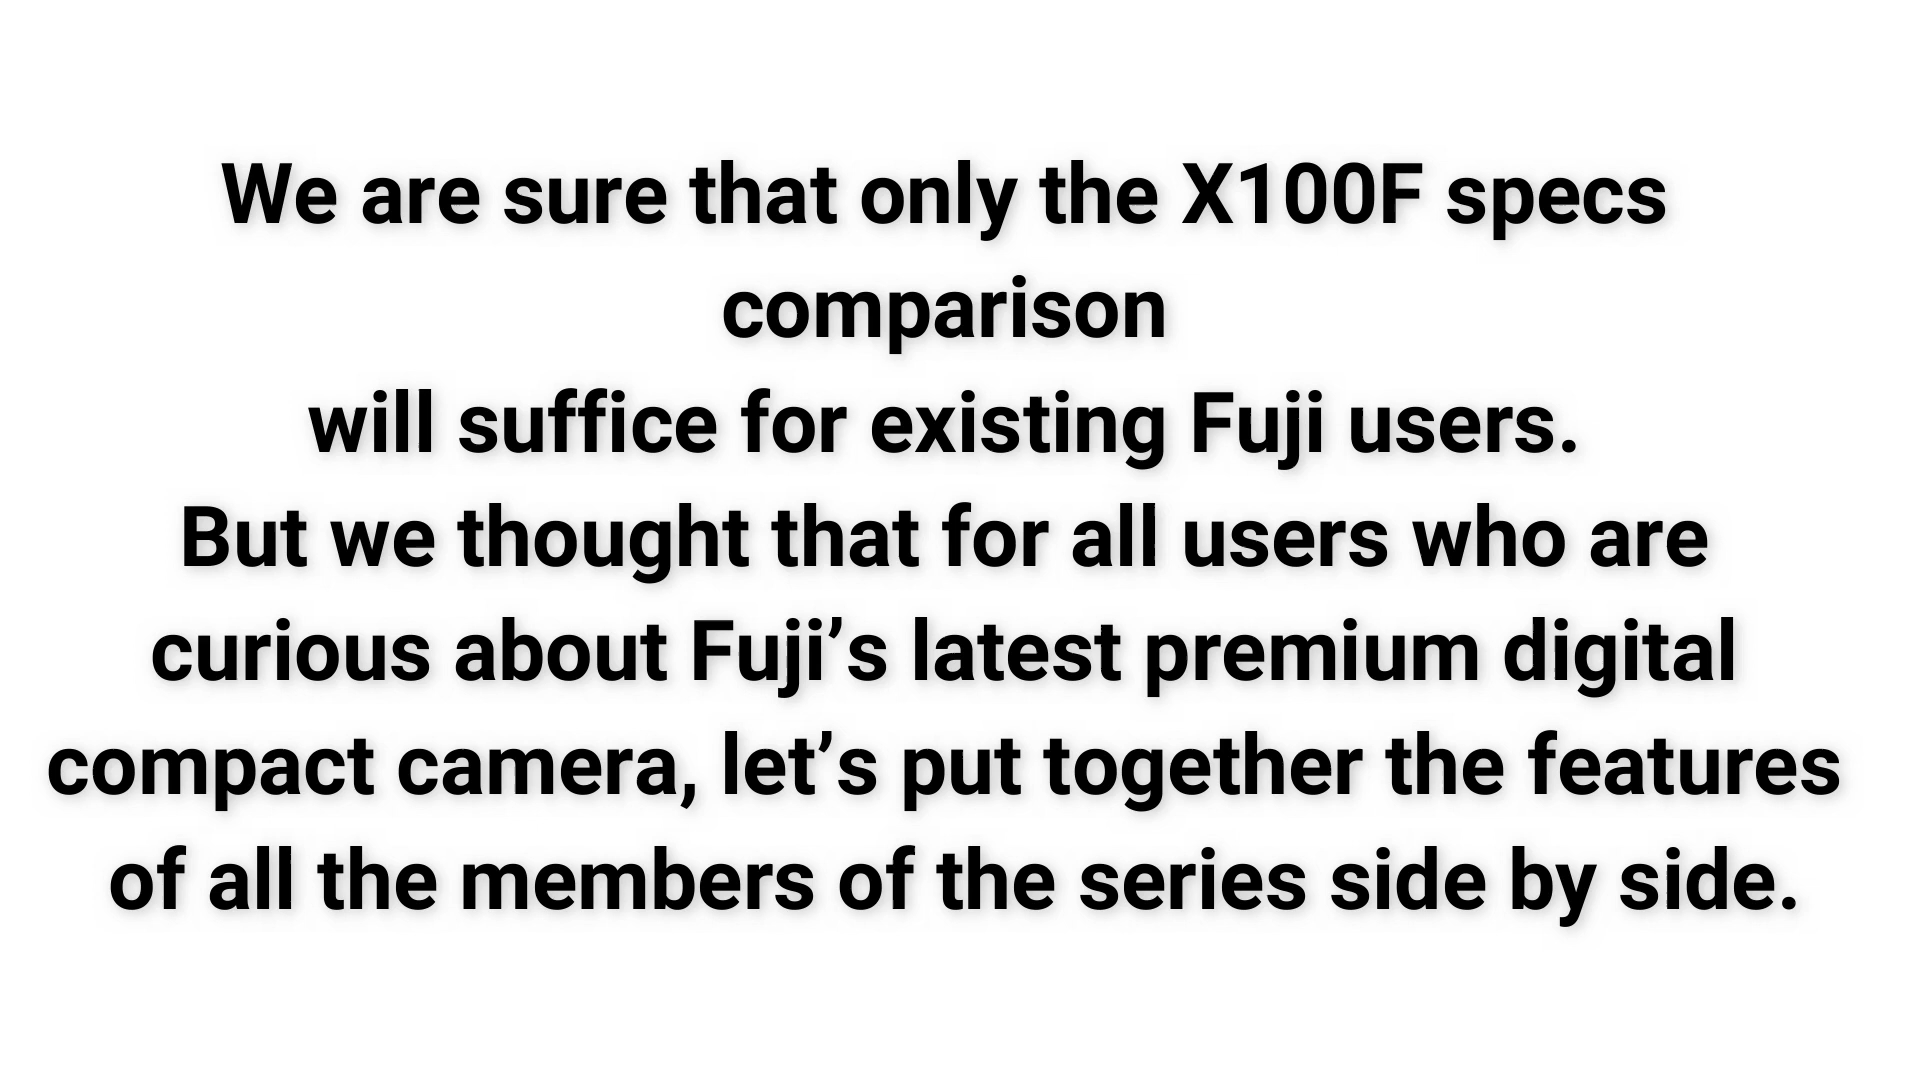 We are sure that only the X100F specs
comparison
will suffice for existing Fuji users.
But we thought that for all users who are
curious about Fuji’s latest premium digital
compact camera, let’s put together the features
of all the members of the series side by side.